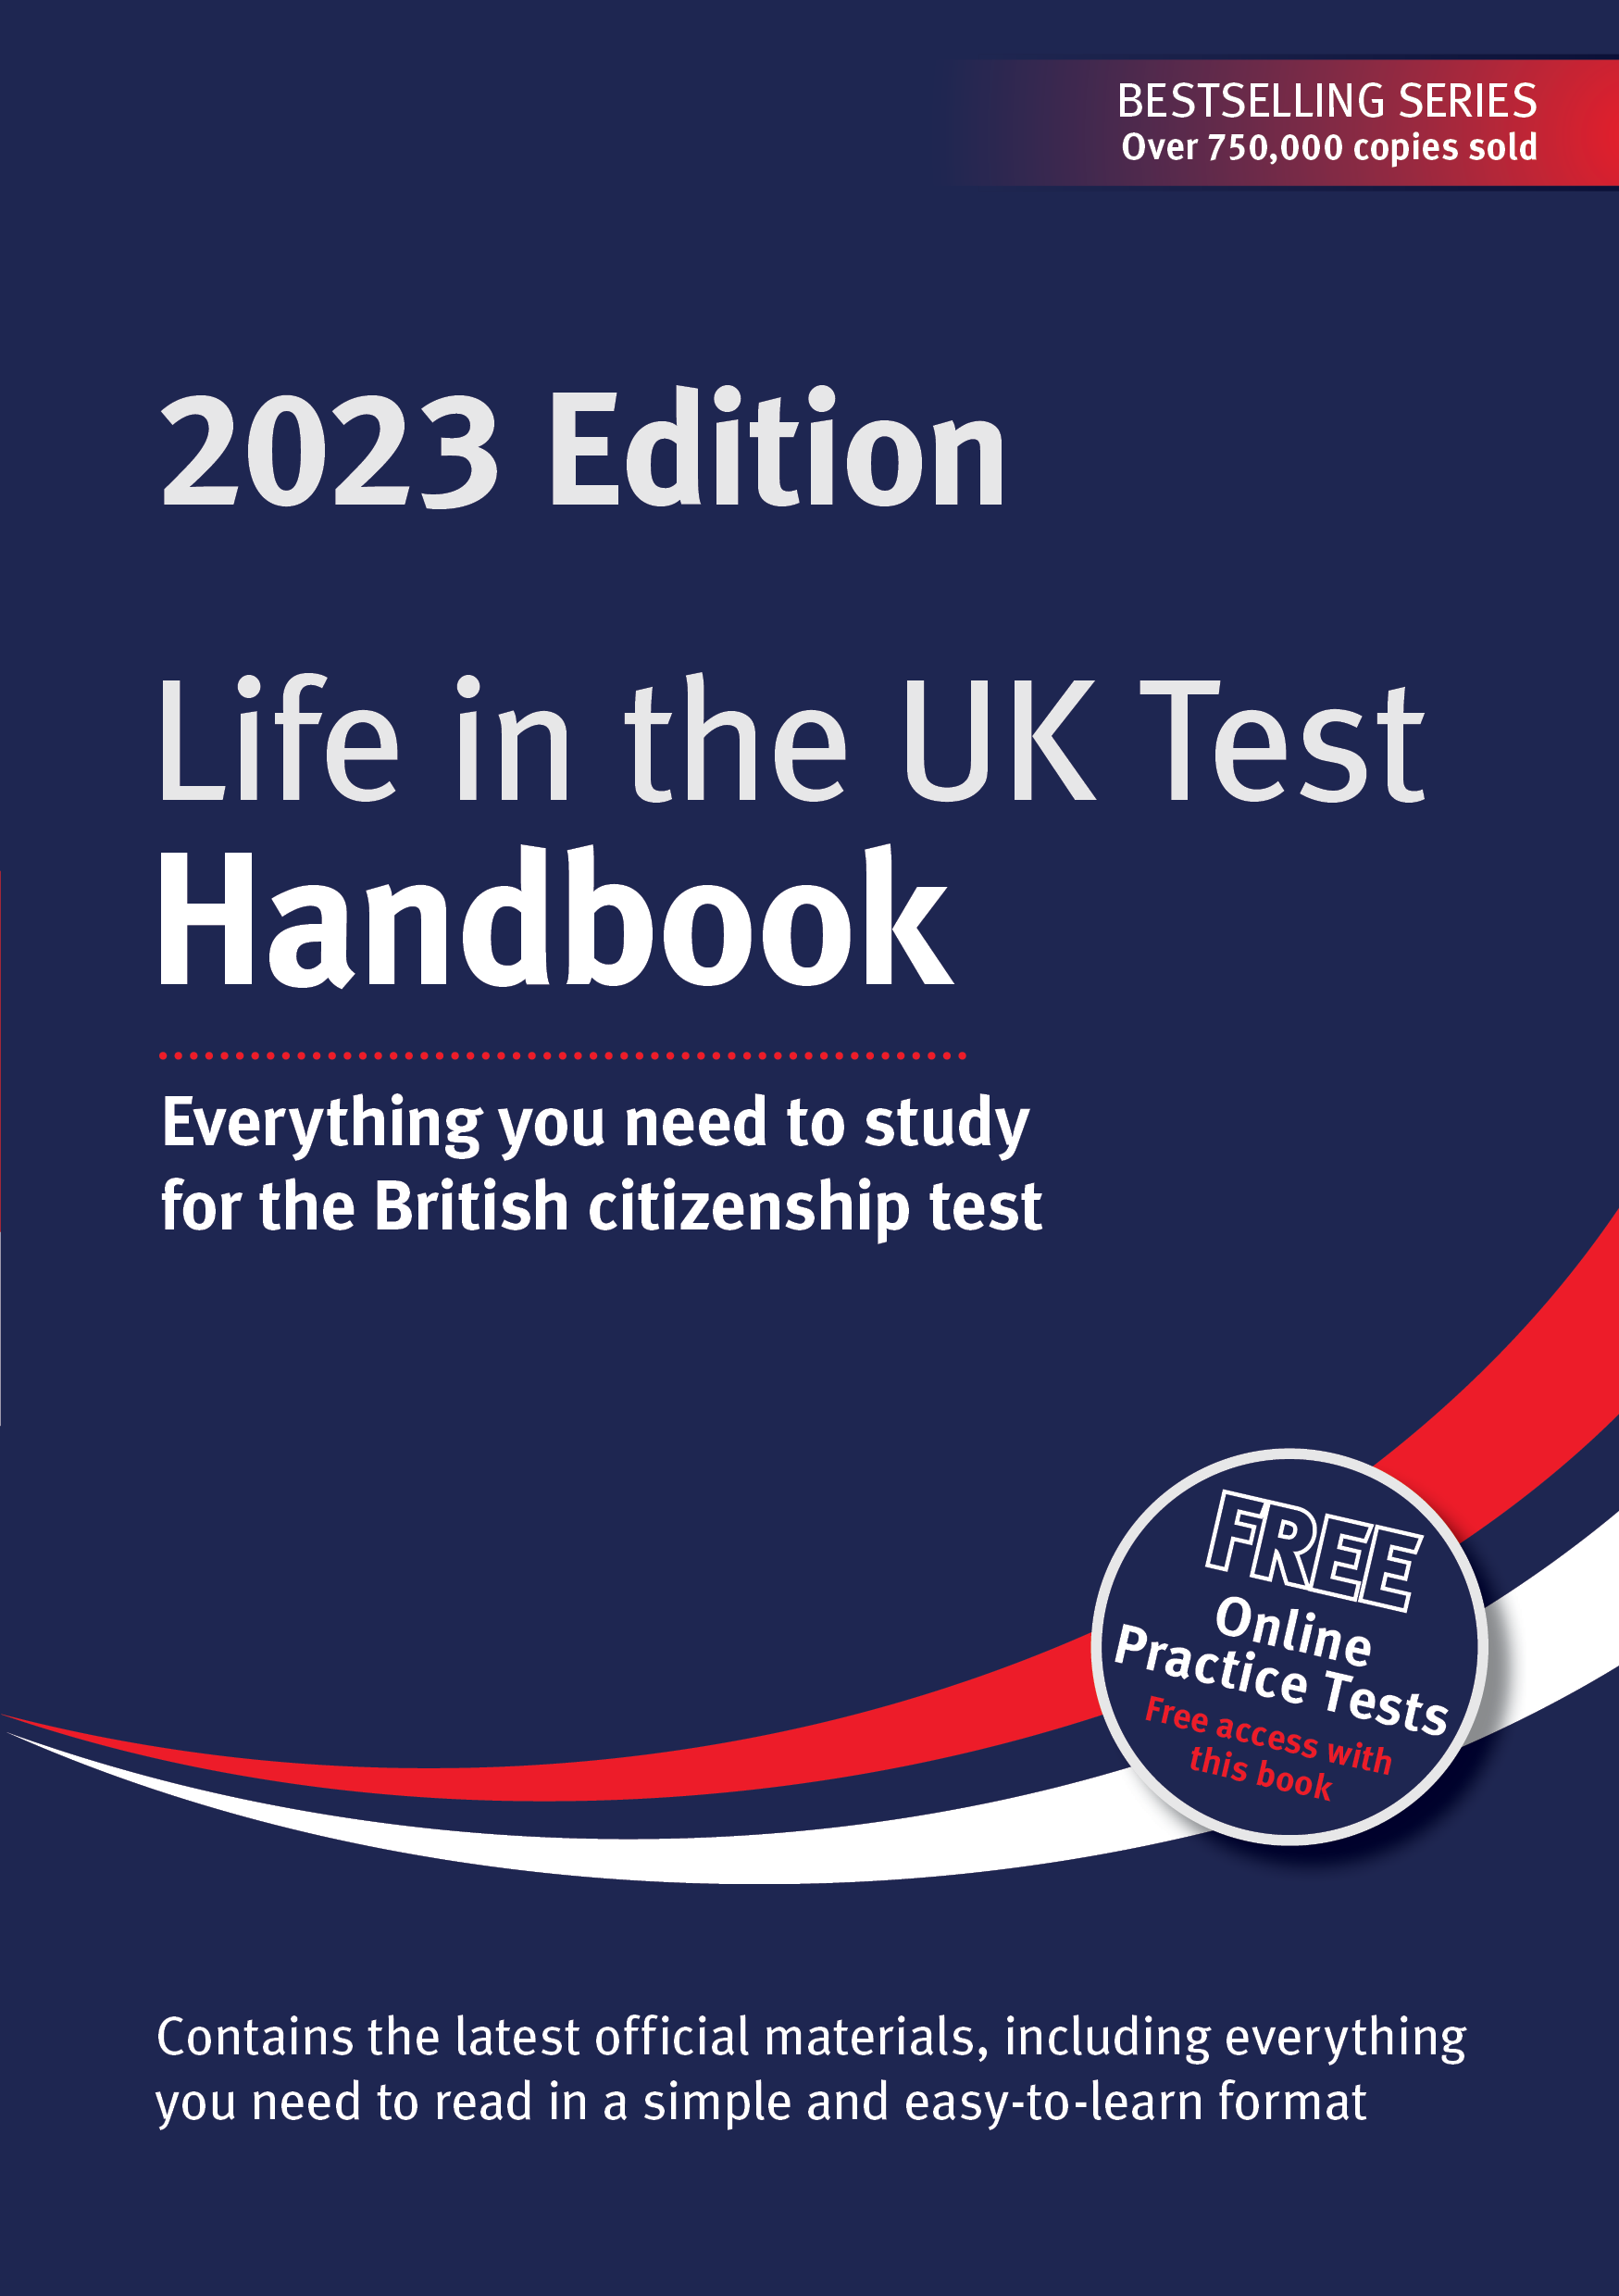 BESTSELLING SERIES
Over 750,000 copies sold
2023 Edition
Life in the UK Test
Handbook
Everything you need to study
for the British citizenship test
FREE
Online
Practice Tests
Free access with
this book
Contains the latest official materials, including everything
you need to read in a simple and easy-to-learn format